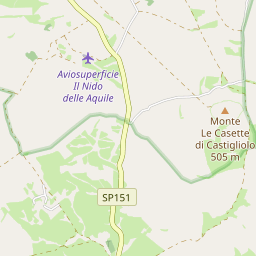 Aviosuperficie
Il Nido
delle Aquile
Monte
Le Casette
di Castigliolo
505 m
SP151